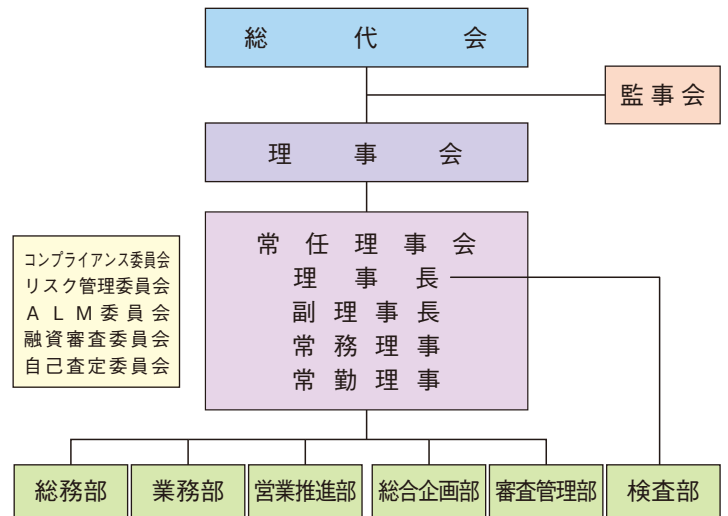 総代会
監事会
理事会
常任理事会
理事長
副理事長
常務理事
常勤理事
コンプライアンス委員会
リスク管理委員会
ALM委員会
融資審査委員会
自己査定委員会
総務部
業務部
営業推進部
総合企画部
審査管理部
検査部